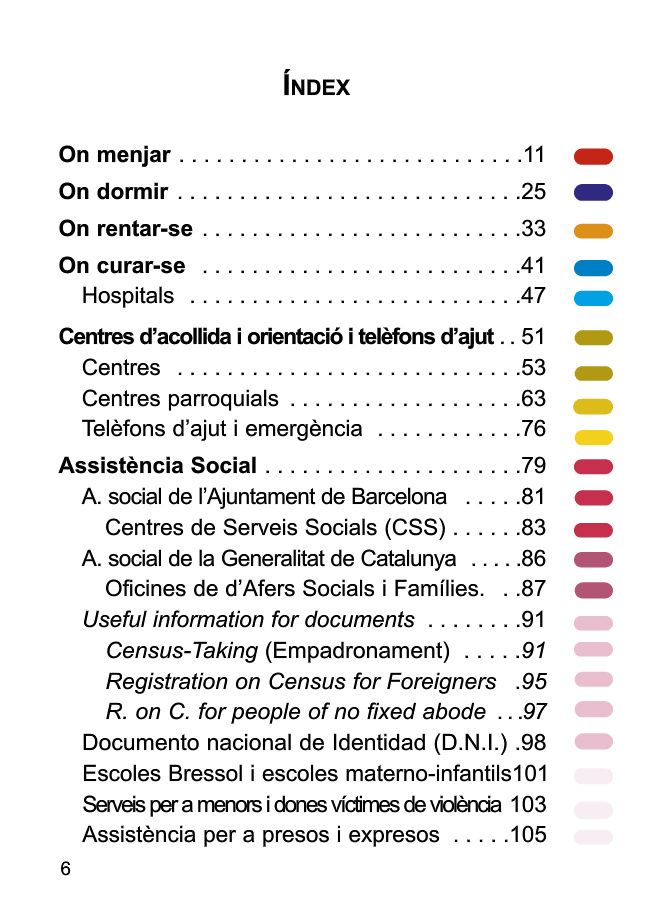 ÍNDEX
On menjar . . . . . . . . . . . . . . . . . . . . . . . . . . . .11
On dormir . . . . . . . . . . . . . . . . . . . . . . . . . . . .25
On rentar-se . . . . . . . . . . . . . . . . . . . . . . . . . .33
On curar-se . . . . . . . . . . . . . . . . . . . . . . . . . .41
Hospitals . . . . . . . . . . . . . . . . . . . . . . . . . . .47
Centres d’acollida i orientació i telèfons d’ajut . . 51
Centres . . . . . . . . . . . . . . . . . . . . . . . . . . . .53
Centres parroquials . . . . . . . . . . . . . . . . . . .63
Telèfons d’ajut i emergència . . . . . . . . . . . .76
Assistència Social . . . . . . . . . . . . . . . . . . . . .79
A. social de l’Ajuntament de Barcelona . . . . .81
Centres de Serveis Socials (CSS) . . . . . .83
A. social de la Generalitat de Catalunya . . . . .86
Oficines de d’Afers Socials i Famílies. . .87
Useful information for documents . . . . . . . .91
Census-Taking (Empadronament) . . . . .91
Registration on Census for Foreigners .95
R. on C. for people of no fixed abode . . .97
Documento nacional de Identidad (D.N.I.) .98
Escoles Bressol i escoles materno-infantils101
Serveis per a menors i dones víctimes de violència 103
Assistència per a presos i expresos . . . . .105
6